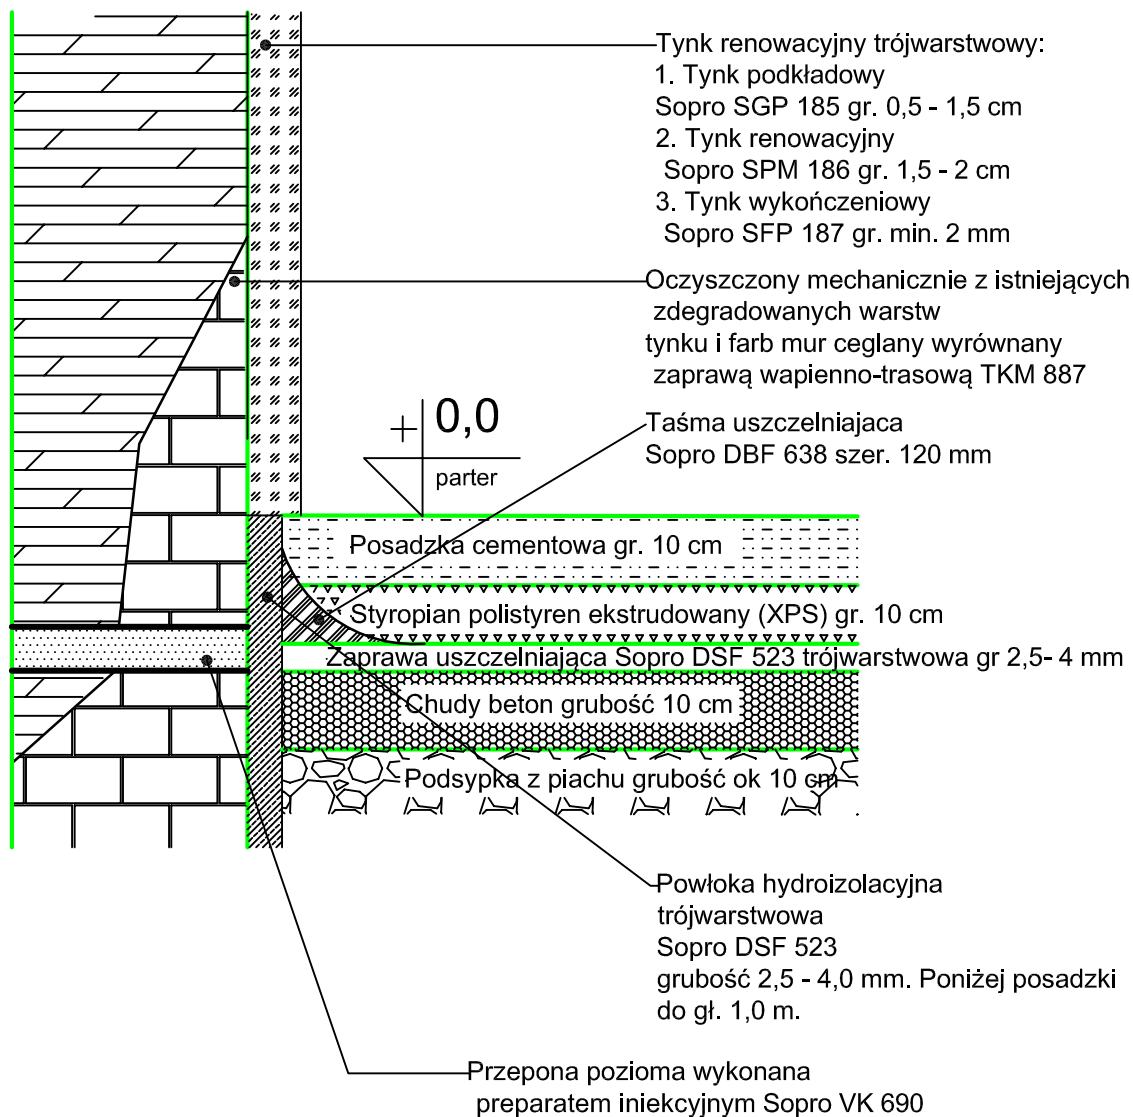 Tynk renowacyjny trójwarstwowy:
1. Tynk podkładowy
Sopro SGP 185 gr. 0,5 - 1,5 cm
2. Tynk renowacyjny
Sopro SPM 186 gr. 1,5 - 2 cm
3. Tynk wykończeniowy
Sopro SFP 187 gr. min. 2 mm
Oczyszczony mechanicznie z istniejących
zdegradowanych warstw
tynku i farb mur ceglany wyrównany
zaprawą wapienno-trasową TKM 887
+ 0,0
parter
Taśma uszczelniajaca
Sopro DBF 638 szer. 120 mm
Posadzka cementowa gr. 10 cm
Styropian polistyren ekstrudowany (XPS) gr. 10 cm
Zaprawa uszczelniająca Sopro DSF 523 trójwarstwowa gr 2,5- 4 mm
Chudy beton grubość 10 cm
Podsypka z piachu grubość ok 10 cm
Powłoka hydroizolacyjna
trójwarstwowa
Sopro DSF 523
grubość 2,5 - 4,0 mm. Poniżej posadzki
do gł. 1,0 m.
Przepona pozioma wykonana
preparatem iniekcyjnym Sopro VK 690